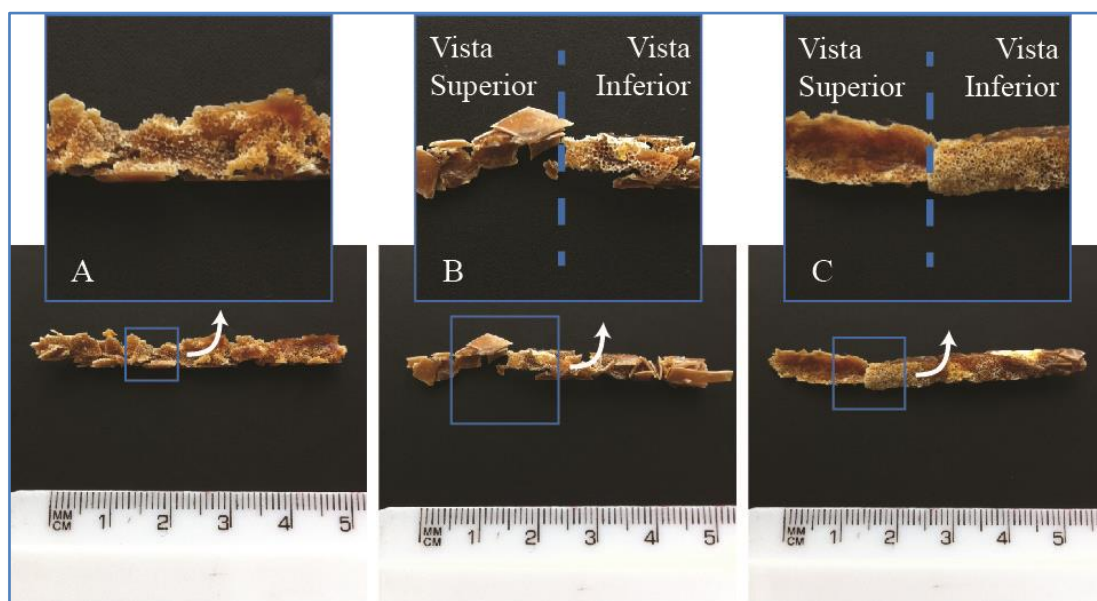 Vista
Superior
Vista
Inferior
Vista
Superior
Vista
Inferior
A
B
C
MM
CM
1 2 3 4 5
MM
CM
1 2 3 4 5
MM
CM
1 2 3 4 5